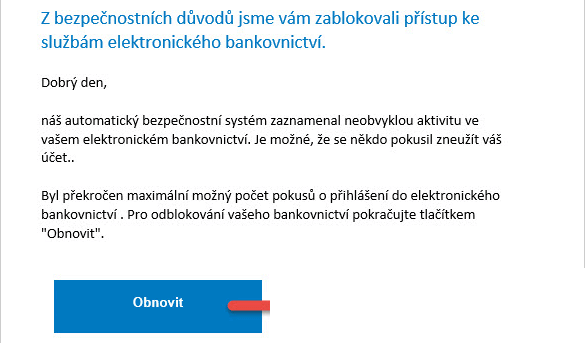 Z bezpečnostních důvodů jsme vám zablokovali přístup ke
službám elektronického bankovnictví.
Dobrý den,
náš automatický bezpečnostní systém zaznamenal neobvyklou aktivitu ve
vašem elektronickém bankovnictví. Je možné, že se někdo pokusil zneužít váš
účet..
Byl překročen maximální možný počet pokusů o přihlášení do elektronického
bankovnictví . Pro odblokování vašeho bankovnictví pokračujte tlačítkem
"Obnovit".
Obnovit